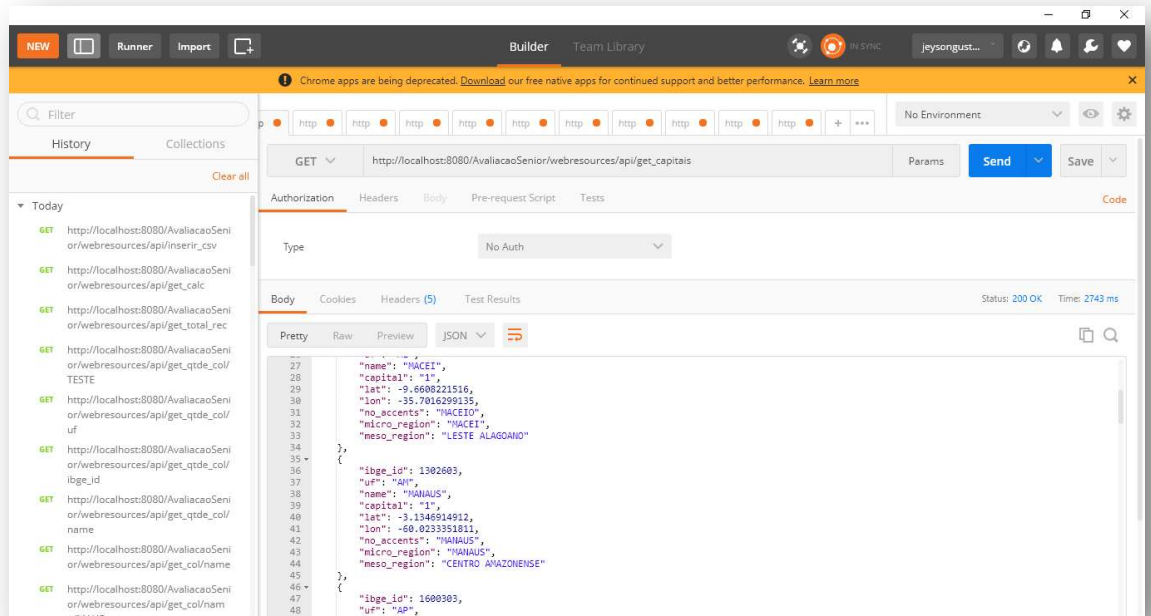 NEW Runner Import Builder Team Library IN SYNC jeysongust...
Chrome apps are being deprecated. Download our free native apps for continued support and better performance. Learn more
Filter
History Collections
Clear all
Today
GET http://localhost:8080/AvaliacaoSeni
or/webresources/api/inserir_csv
GET http://localhost:8080/AvaliacaoSeni
or/webresources/api/get_calc
GET http://localhost:8080/AvaliacaoSeni
or/webresources/api/get_total_rec
GET http://localhost:8080/AvaliacaoSeni
or/webresources/api/get_qtde_col/
TESTE
GET http://localhost:8080/AvaliacaoSeni
or/webresources/api/get_qtde_col/
uf
GET http://localhost:8080/AvaliacaoSeni
or/webresources/api/get_qtde_col/
ibge_id
GET http://localhost:8080/AvaliacaoSeni
or/webresources/api/get_qtde_col/
name
GET http://localhost:8080/AvaliacaoSeni
or/webresources/api/get_col/name
GET http://localhost:8080/AvaliacaoSeni
or/webresources/api/get_col/nam
http http http http http http http http http http + •••
No Environment
GET http://localhost:8080/AvaliacaoSenior/webresources/api/get_capitais Params Send Save
Authorization Headers Body Pre-request Script Tests Code
Type No Auth
Body Cookies Headers (5) Test Results Status: 200 OK Time: 2743 ms
Pretty Raw Preview JSON
27 "name": "MACEI",
28 "capital": "1",
29 "lat": -9.6608221516,
30 "lon": -35.7016299135,
31 "no_accents": "MACEIO",
32 "micro_region": "MACEI",
33 "meso_region": "LESTE ALAGOANO"
34 },
35 {
36 "ibge_id": 1302603,
37 "uf": "AM",
38 "name": "MANAUS",
39 "capital": "1",
40 "lat": -3.1346914912,
41 "lon": -60.0233351811,
42 "no_accents": "MANAUS",
43 "micro_region": "MANAUS",
44 "meso_region": "CENTRO AMAZONENSE"
45 },
46 {
47 "ibge_id": 1600303,
48 "uf": "AP",